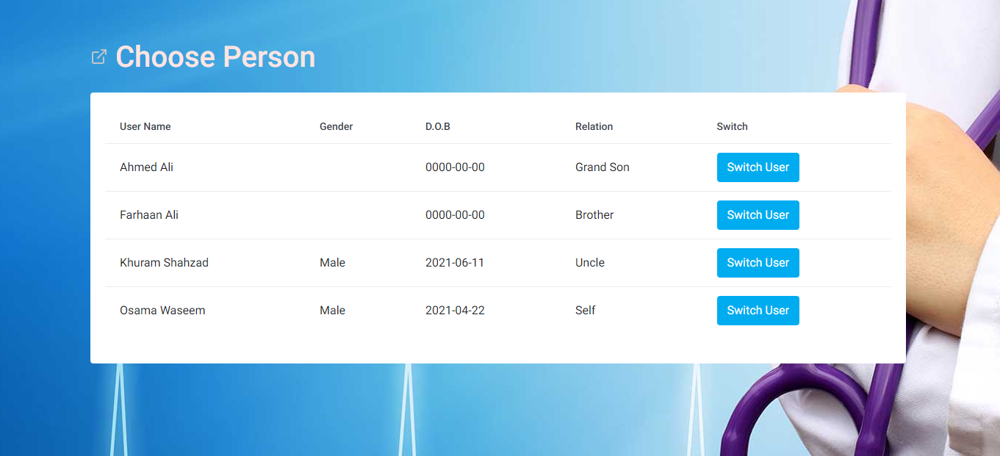 Choose Person
User Name Gender D.O.B Relation Switch
Ahmed Ali 0000-00-00 Grand Son Switch User
Farhaan Ali 0000-00-00 Brother Switch User
Khuram Shahzad Male 2021-06-11 Uncle Switch User
Osama Waseem Male 2021-04-22 Self Switch User